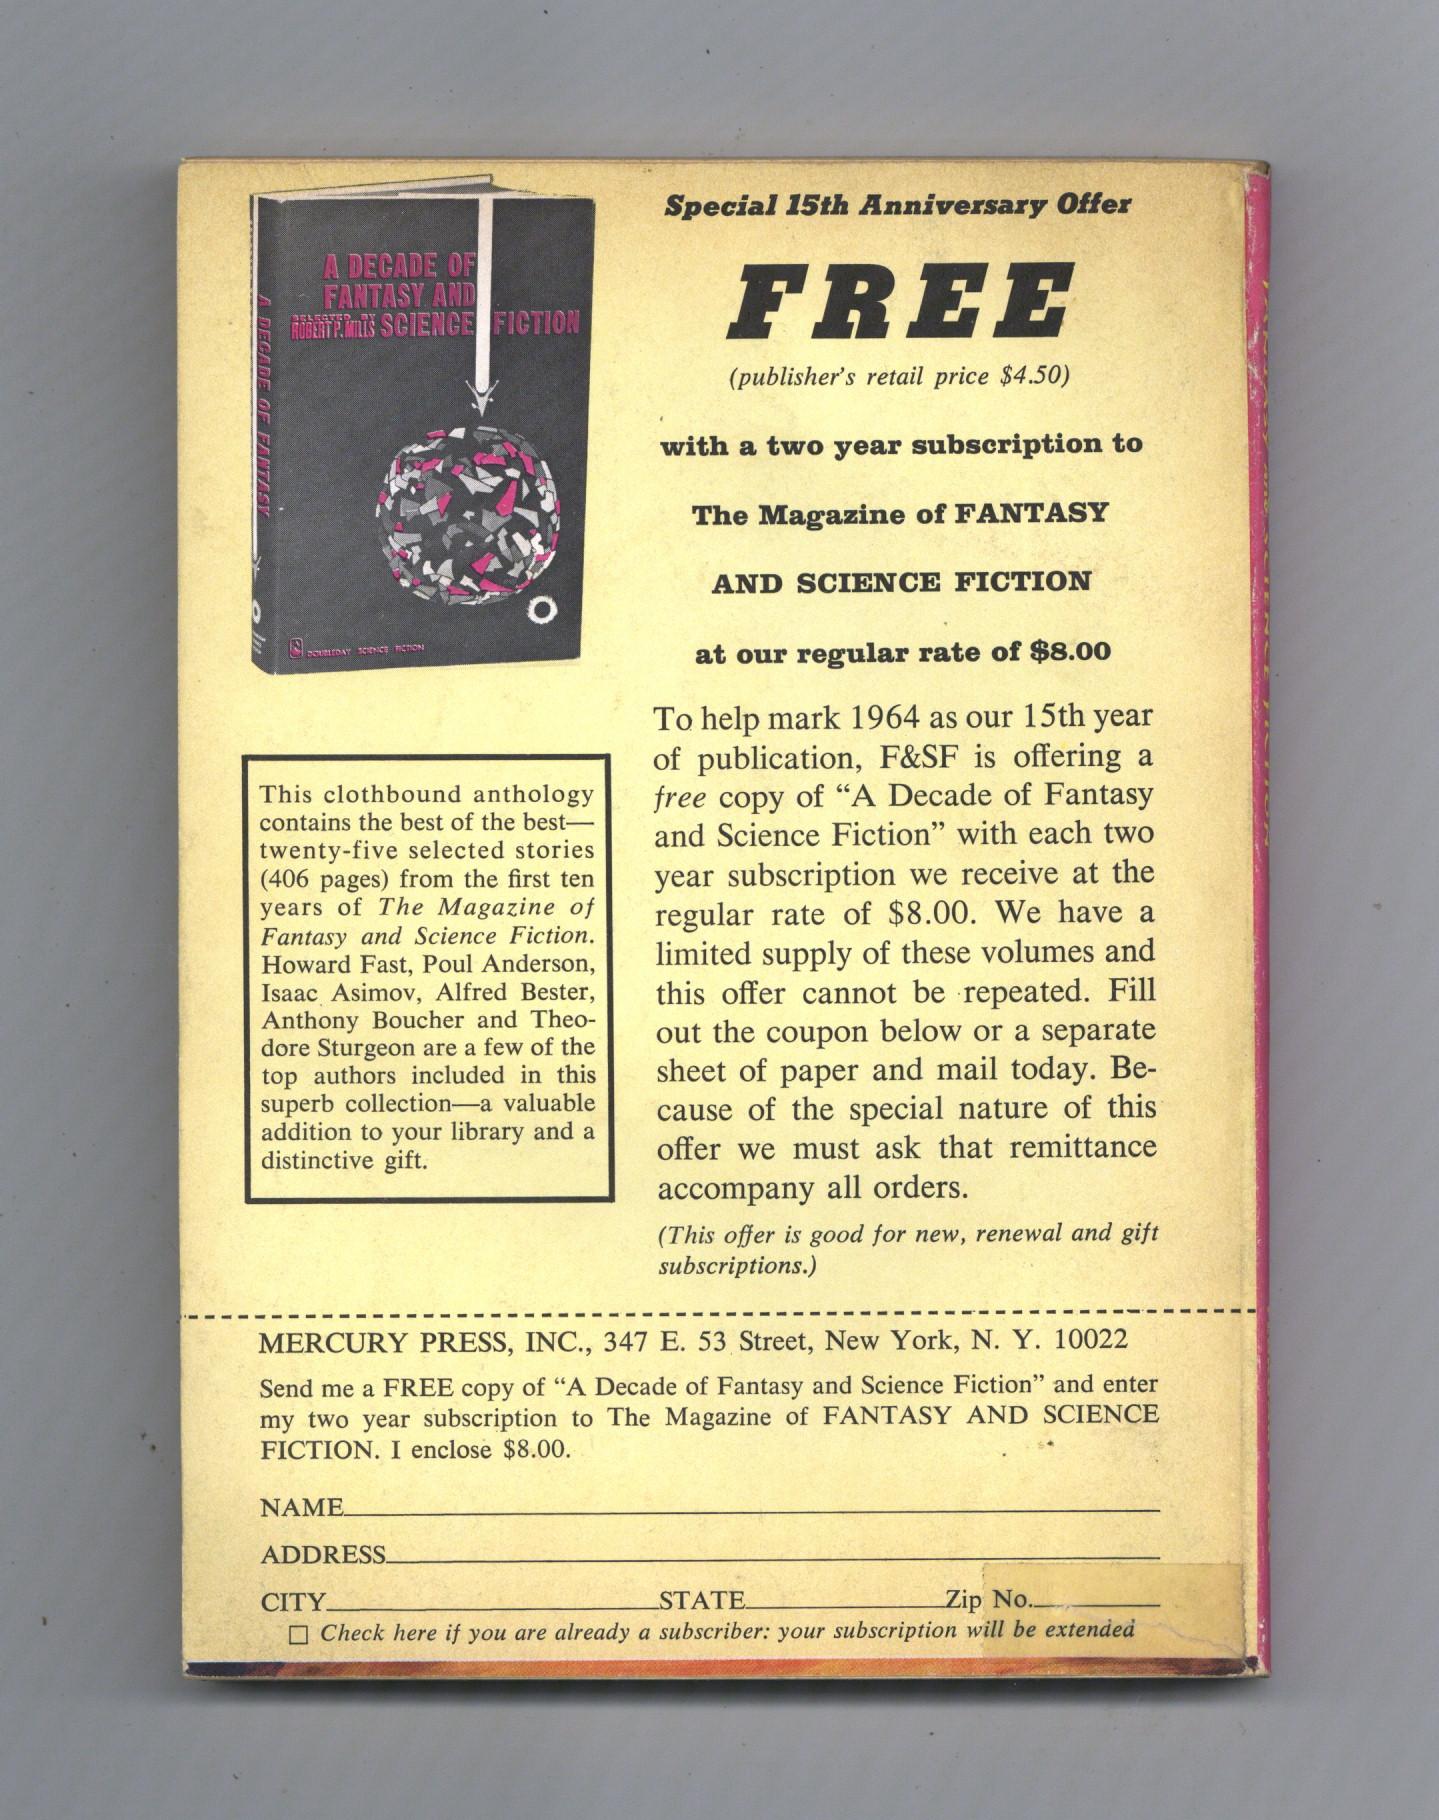 A DECADE OF
FANTASY AND
SELECTED BY
ROBERT P. MILLS SCIENCE FICTION
A DECADE OF FANTASY
DOUBLEDAY SCIENCE FICTION
Special 15th Anniversary Offer
FREE
(publisher's retail price $4.50)
with a two year subscription to
The Magazine of FANTASY
AND SCIENCE FICTION
at our regular rate of $8.00
To help mark 1964 as our 15th year
of publication, F&SF is offering a
free copy of “A Decade of Fantasy
and Science Fiction” with each two
year subscription we receive at the
regular rate of $8.00. We have a
limited supply of these volumes and
this offer cannot be repeated. Fill
out the coupon below or a separate
sheet of paper and mail today. Be-
cause of the special nature of this
offer we must ask that remittance
accompany all orders.
(This offer is good for new, renewal and gift
subscriptions.)
This clothbound anthology
contains the best of the best—
twenty-five selected stories
(406 pages) from the first ten
years of The Magazine of
Fantasy and Science Fiction.
Howard Fast, Poul Anderson,
Isaac Asimov, Alfred Bester,
Anthony Boucher and Theo-
dore Sturgeon are a few of the
top authors included in this
superb collection—a valuable
addition to your library and a
distinctive gift.
MERCURY PRESS, INC., 347 E. 53 Street, New York, N. Y. 10022
Send me a FREE copy of “A Decade of Fantasy and Science Fiction” and enter
my two year subscription to The Magazine of FANTASY AND SCIENCE
FICTION. I enclose $8.00.
NAME
ADDRESS
CITY STATE Zip No.
Check here if you are already a subscriber: your subscription will be extended
FANTASY and SCIENCE FICTION